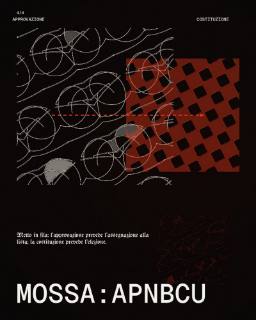 4/4
APPROVAZIONE
COSTITUZIONE
Messo in fila: l'approvazione precede l'assegnazione alla
lista, la costituzione precede l'elezione.
MOSSA:APNBCU